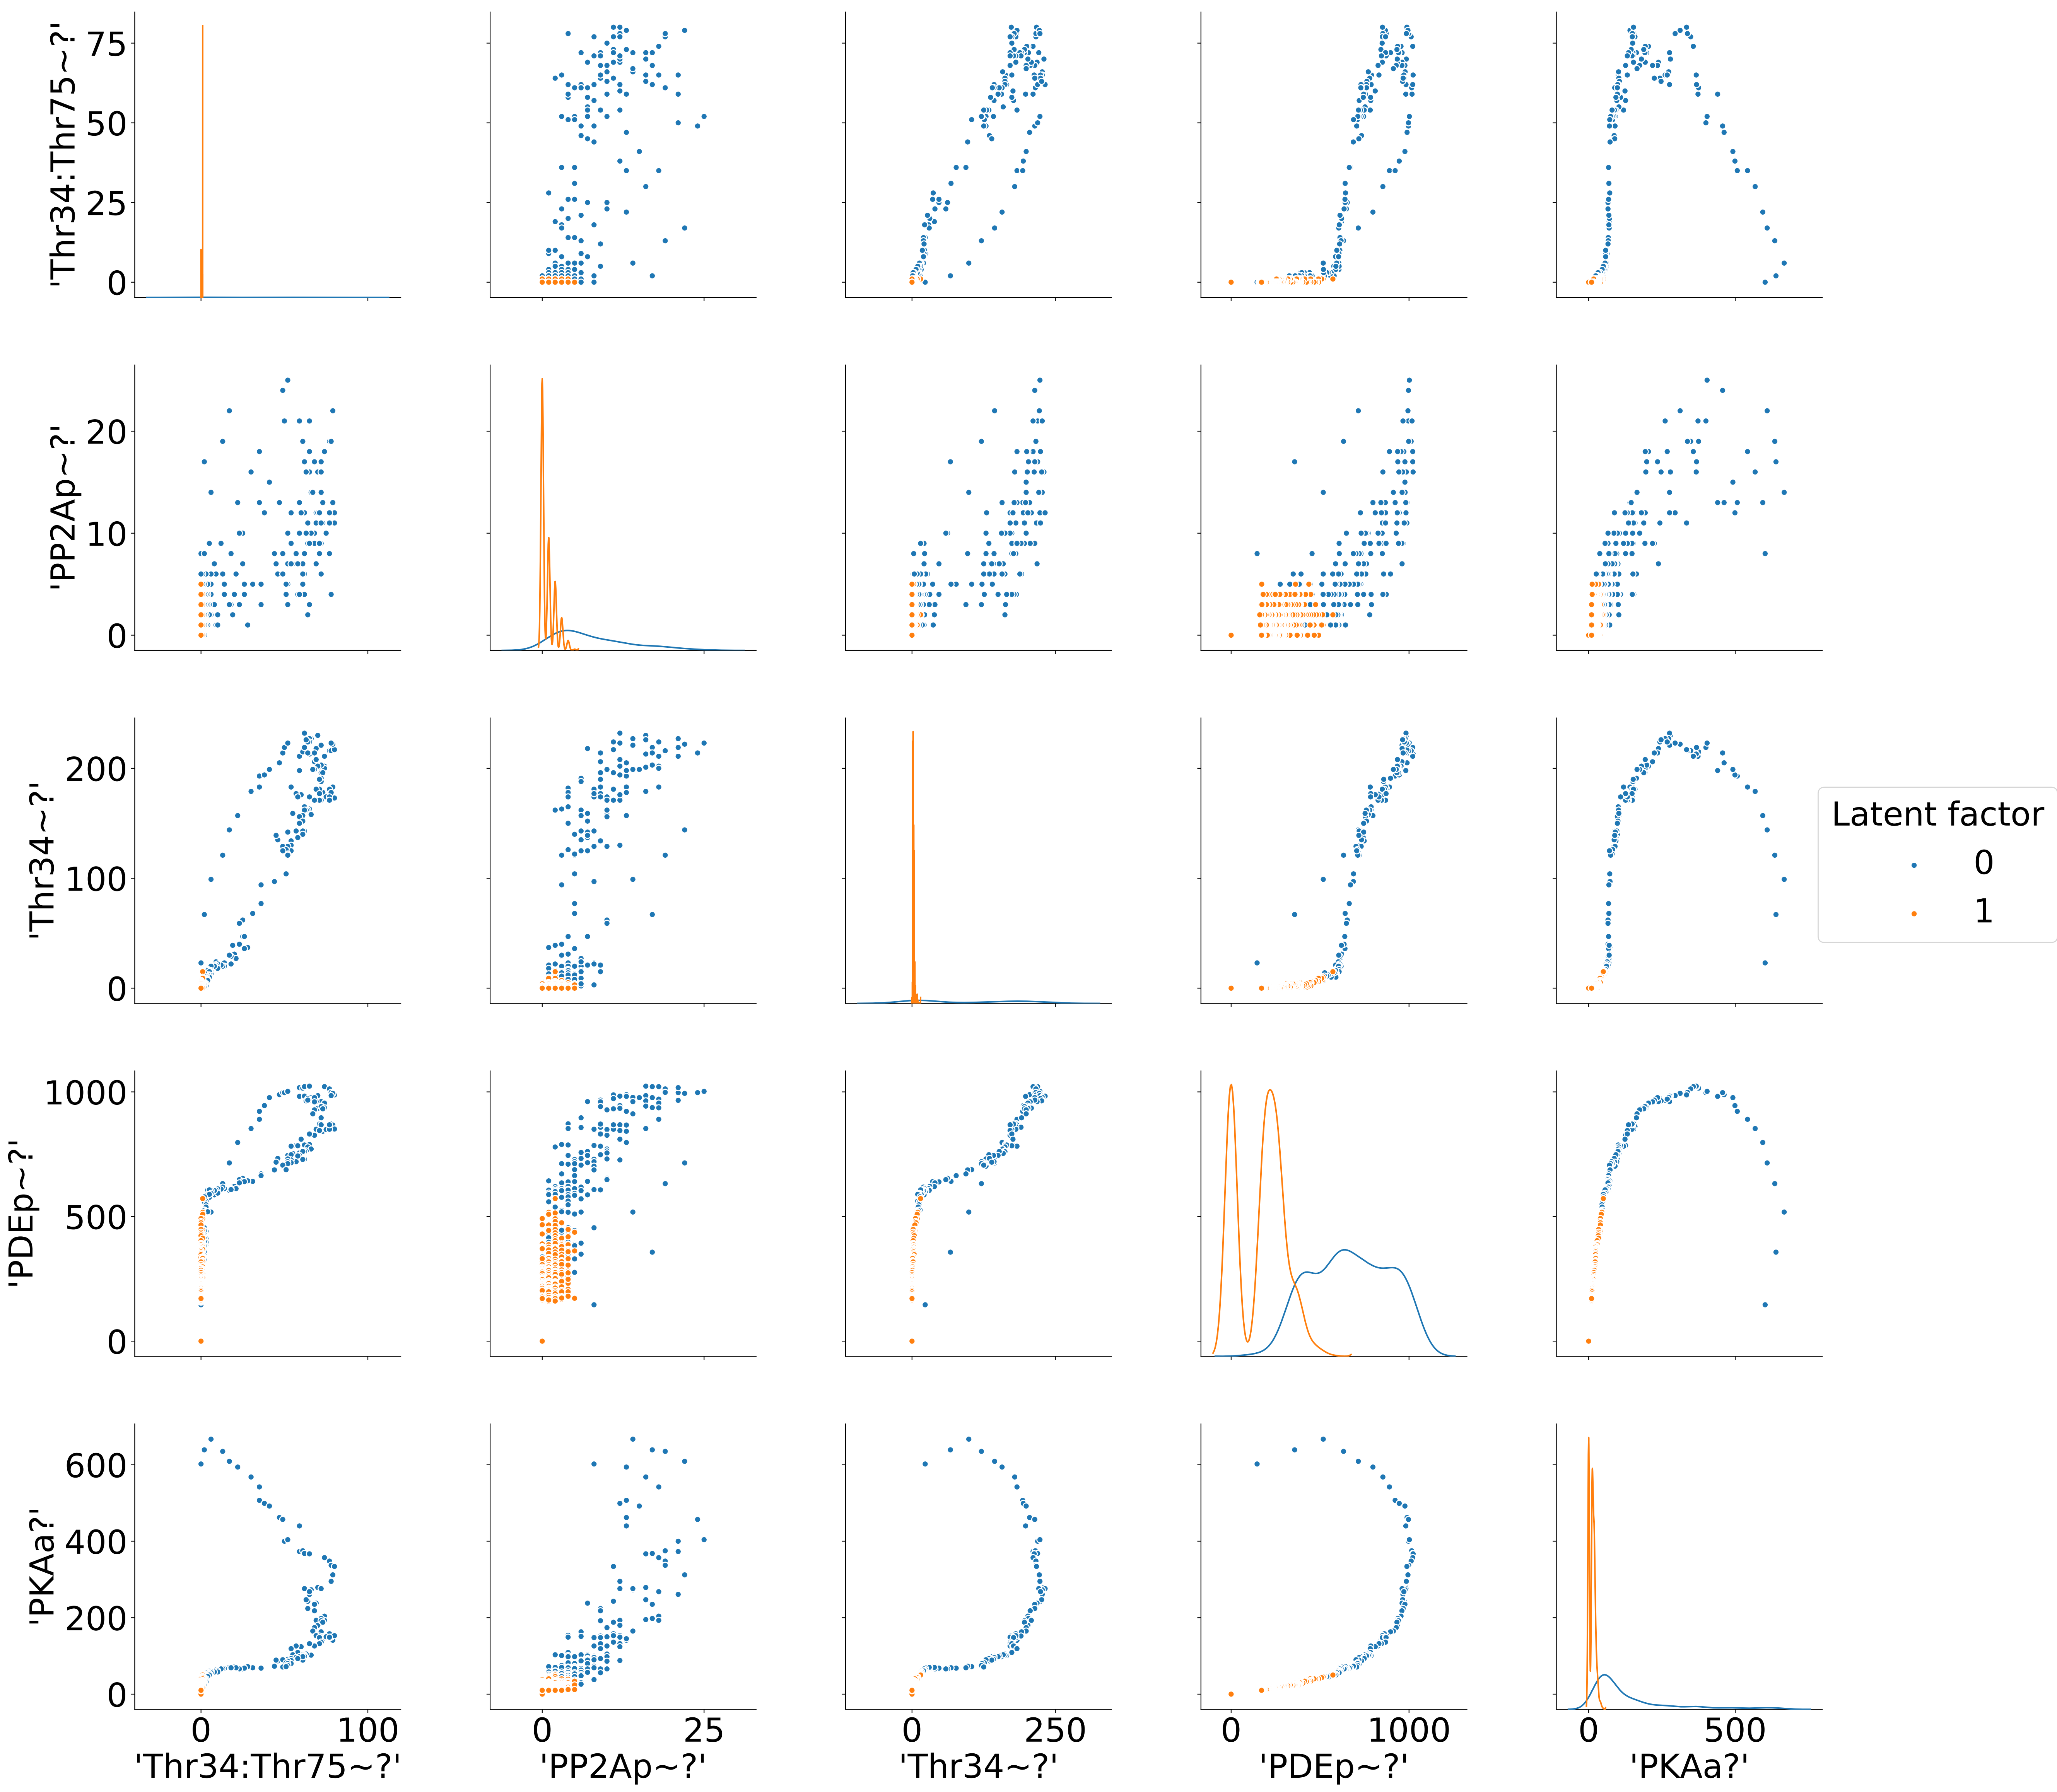 'Thr34:Thr75~?'
75
50
25
0
'PP2Ap~?'
20
10
0
'Thr34~?'
200
100
0
Latent factor
0
1
'PDEp~?'
1000
500
0
'PKAa?'
600
400
200
0
0 100 0 25 0 250 0 1000 0 500
'Thr34:Thr75~?' 'PP2Ap~?' 'Thr34~?' 'PDEp~?' 'PKAa?'